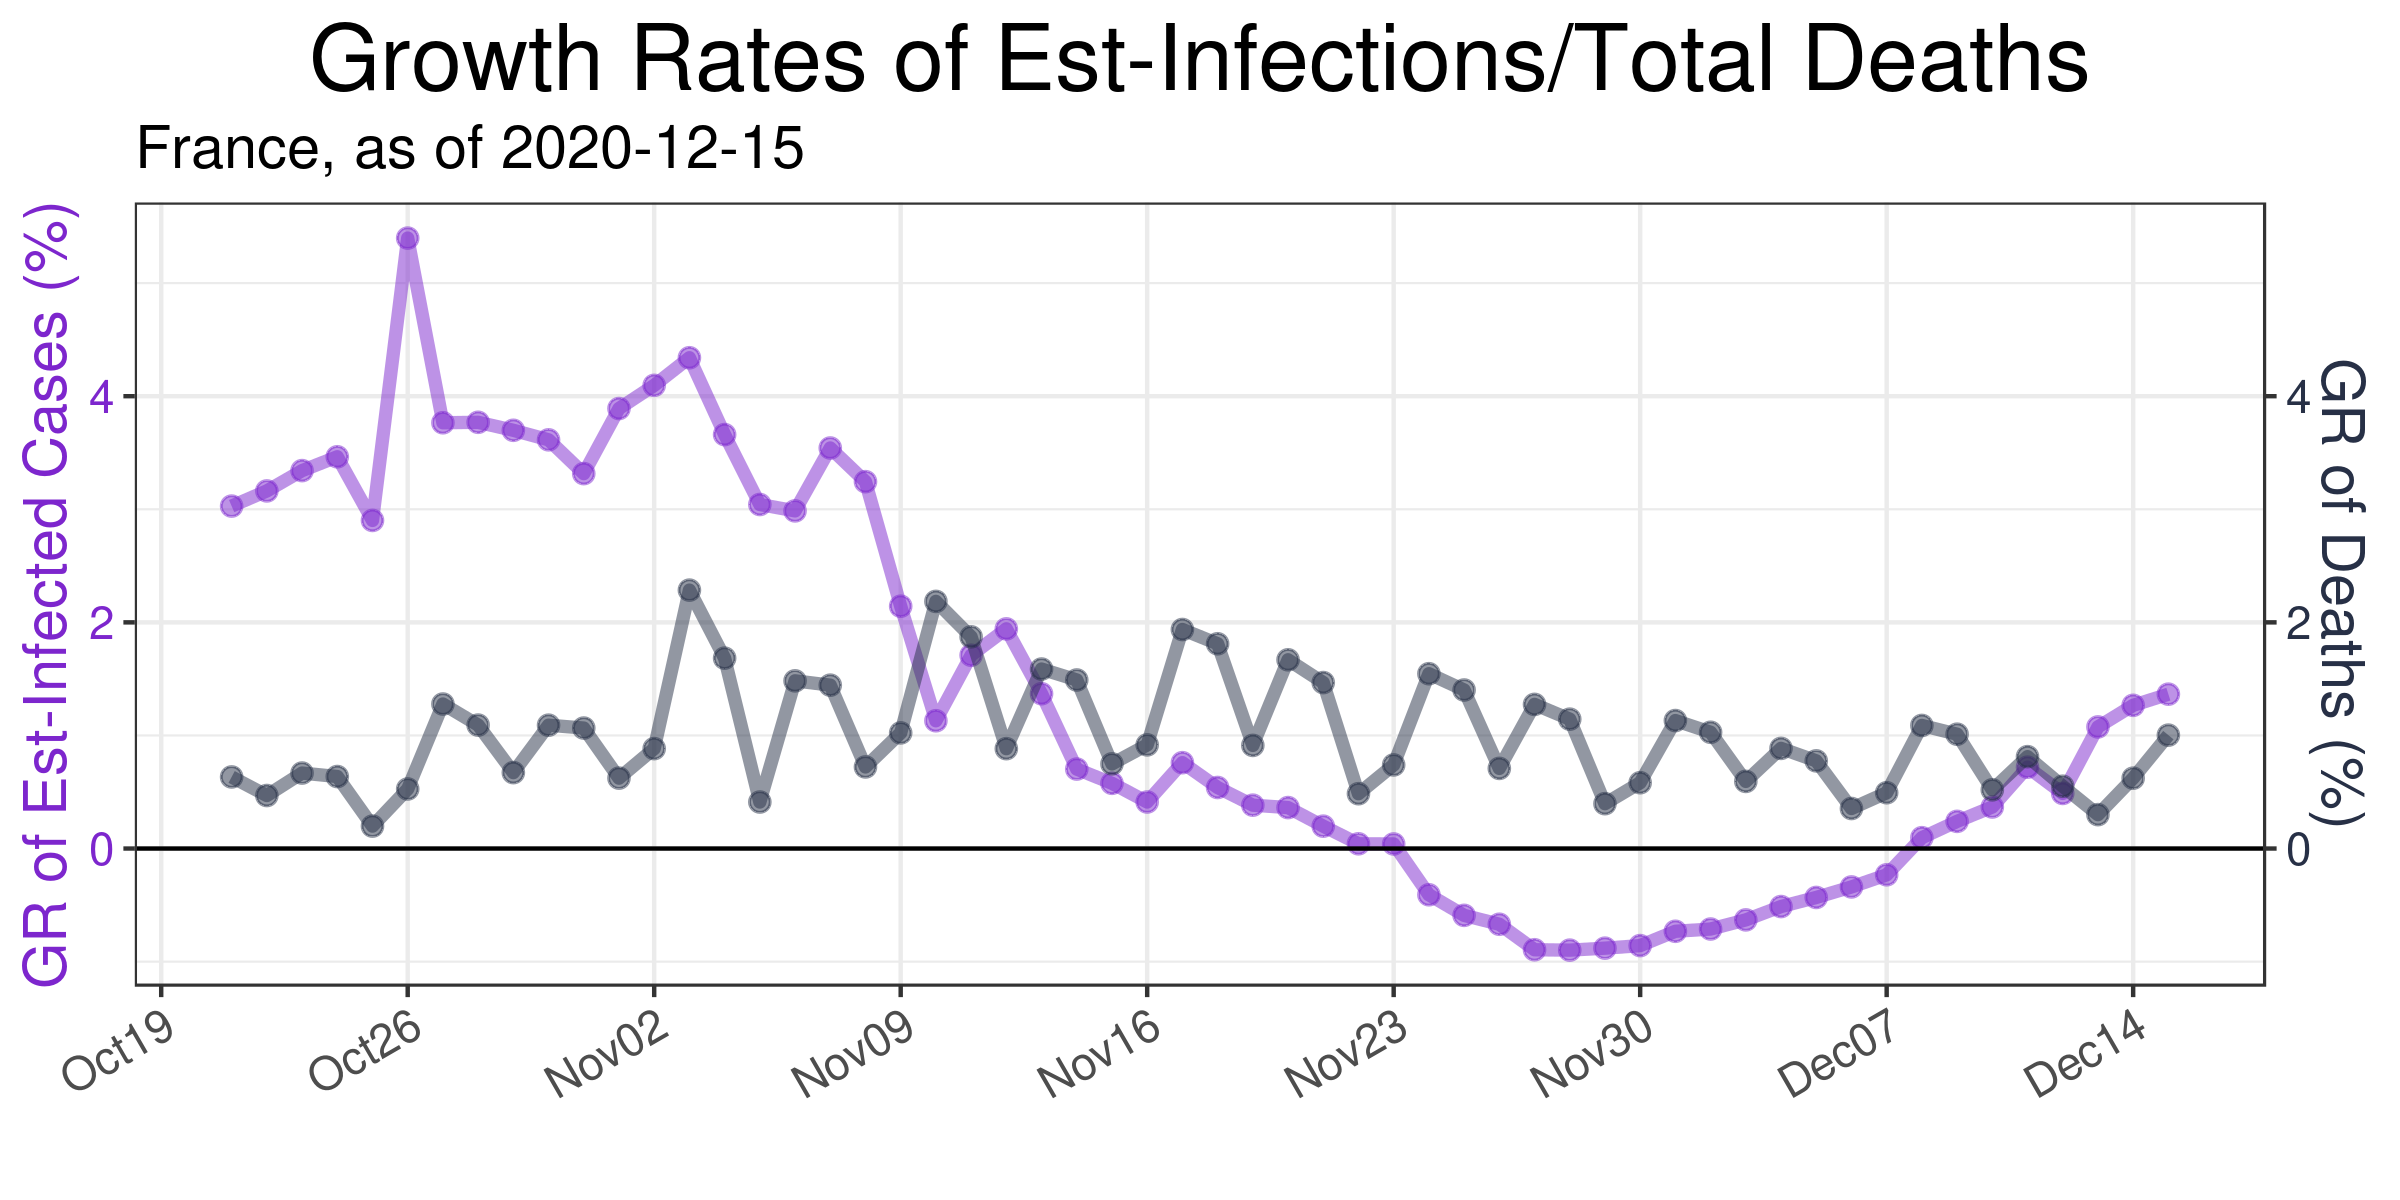 Growth Rates of Est-Infections/Total Deaths
France, as of 2020-12-15
GR of Est-Infected Cases (%)
4
2
0
4
2
0
GR of Deaths (%)
Oct19
Oct26
Nov02
Nov09
Nov16
Nov23
Nov30
Dec07
Dec14